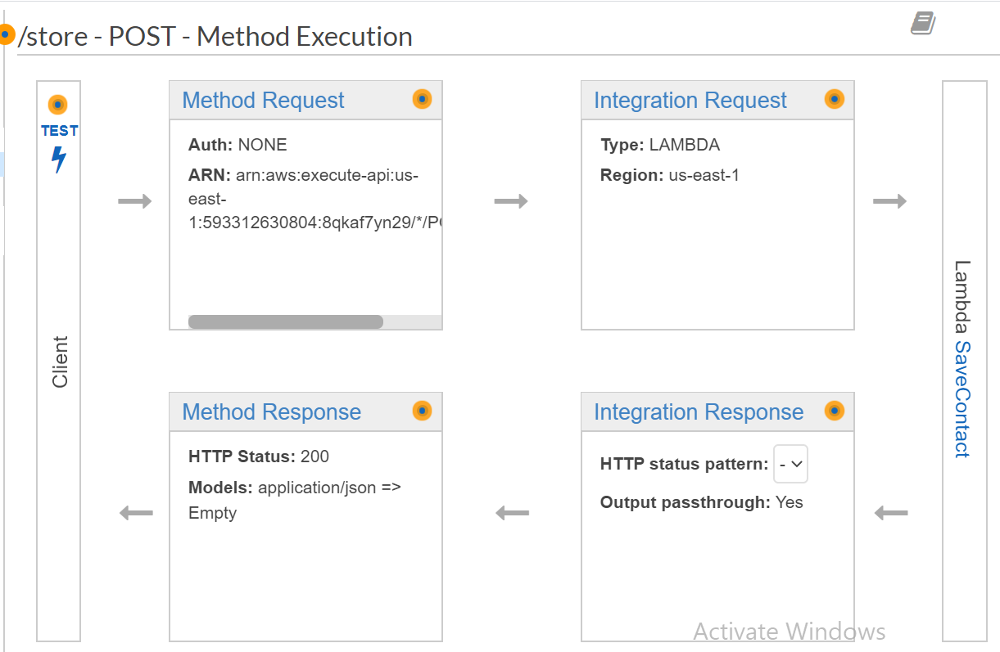 /store - POST - Method Execution
TEST
Client
Method Request
Auth: NONE
ARN: arn:aws:execute-api:us-
east-
1:593312630804:8qkaf7yn29/*/P
Integration Request
Type: LAMBDA
Region: us-east-1
Lambda SaveContact
Method Response
HTTP Status: 200
Models: application/json =>
Empty
Integration Response
HTTP status pattern: -
Output passthrough: Yes
Activate Windows